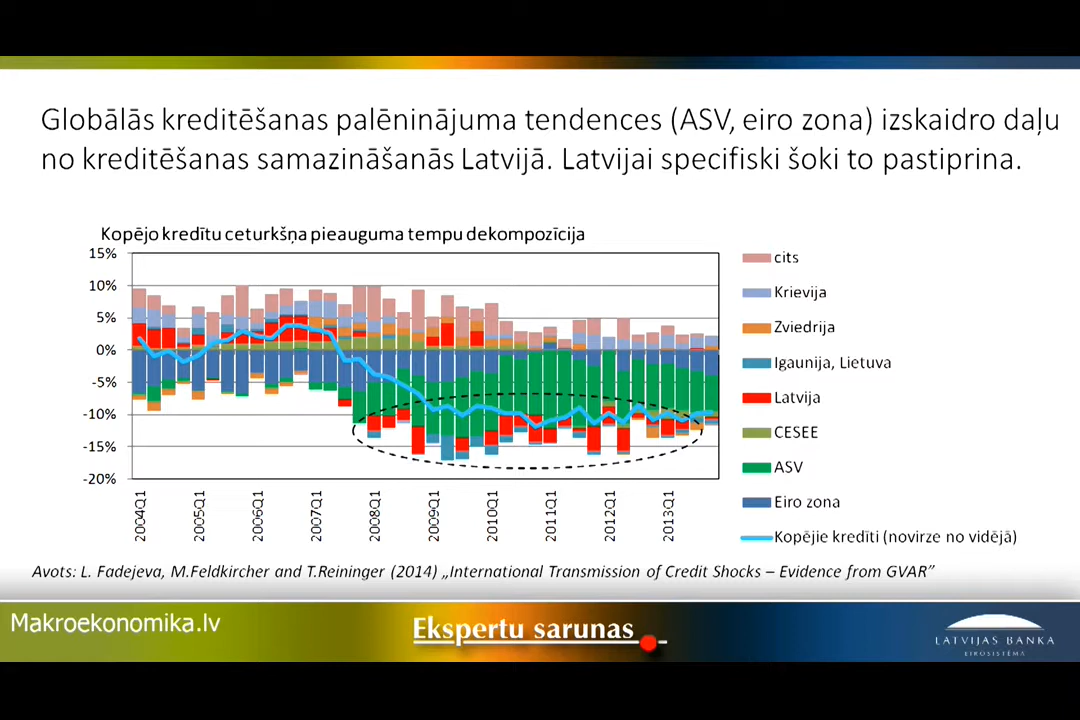 Globālās kreditēšanas palēninājuma tendences (ASV, eiro zona) izskaidro daļu
no kreditēšanas samazināšanās Latvijā. Latvijai specifiski šoki to pastiprina.
Kopējo kredītu ceturkšņa pieauguma tempu dekompozīcija
15%
10%
5%
0%
-5%
-10%
-15%
-20%
2004Q1
2005Q1
2006Q1
2007Q1
2008Q1
2009Q1
2010Q1
2011Q1
2012Q1
2013Q1
cits
Krievija
Zviedrija
Igaunija, Lietuva
Latvija
CESEE
ASV
Eiro zona
Kopējie kredīti (novirze no vidējā)
Avots: L. Fadejeva, M.Feldkircher and T.Reininger (2014) „International Transmission of Credit Shocks – Evidence from GVAR”
Makroekonomika.lv
Ekspertu sarunas
LATVIJAS BANKA
EIROSISTĒMA